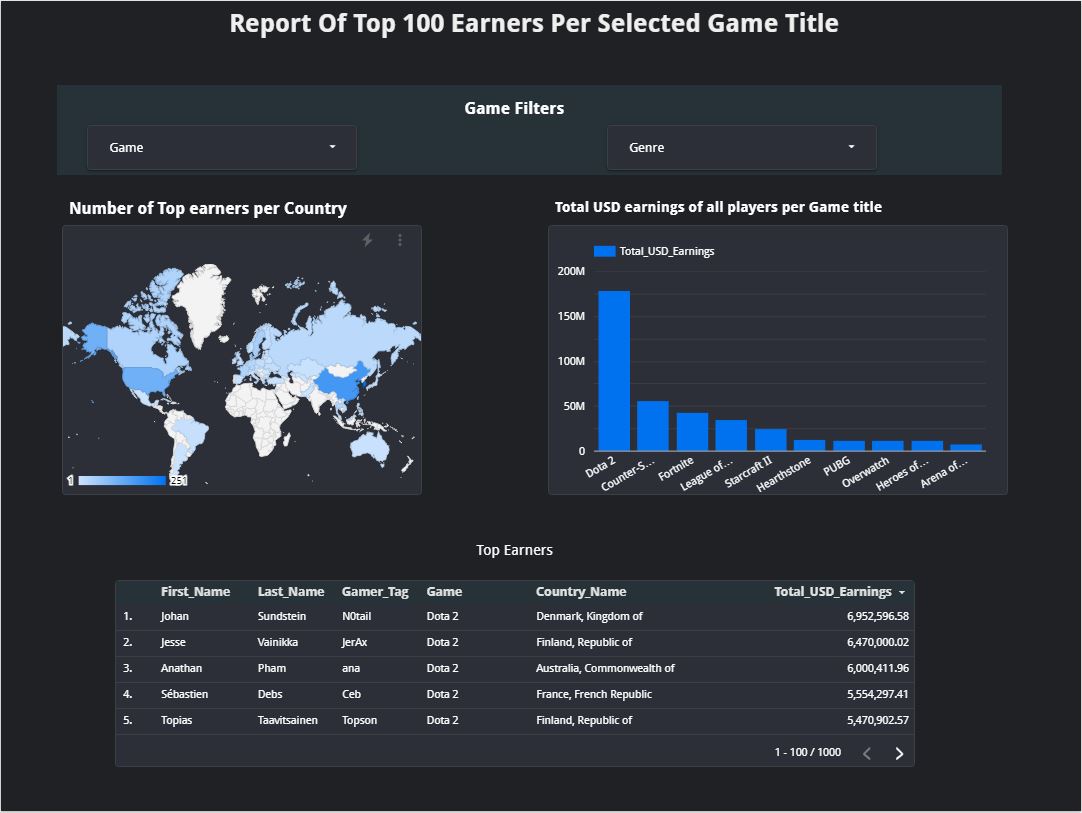 Report Of Top 100 Earners Per Selected Game Title
Game Filters
Game
Genre
Number of Top earners per Country
1
231
Total USD earnings of all players per Game title
Total_USD_Earnings
200M
150M
100M
50M
0
Dota 2
Counter-S…
Fortnite
League of…
Starcraft II
Hearthstone
PUBG
Overwatch
Heroes of…
Arena of…
Top Earners
First_Name Last_Name Gamer_Tag Game Country_Name Total_USD_Earnings
1. Johan Sundstein N0tail Dota 2 Denmark, Kingdom of 6,952,596.58
2. Jesse Vainikka JerAx Dota 2 Finland, Republic of 6,470,000.02
3. Anathan Pham ana Dota 2 Australia, Commonwealth of 6,000,411.96
4. Sébastien Debs Ceb Dota 2 France, French Republic 5,554,297.41
5. Topias Taavitsainen Topson Dota 2 Finland, Republic of 5,470,902.57
1 - 100 / 1000